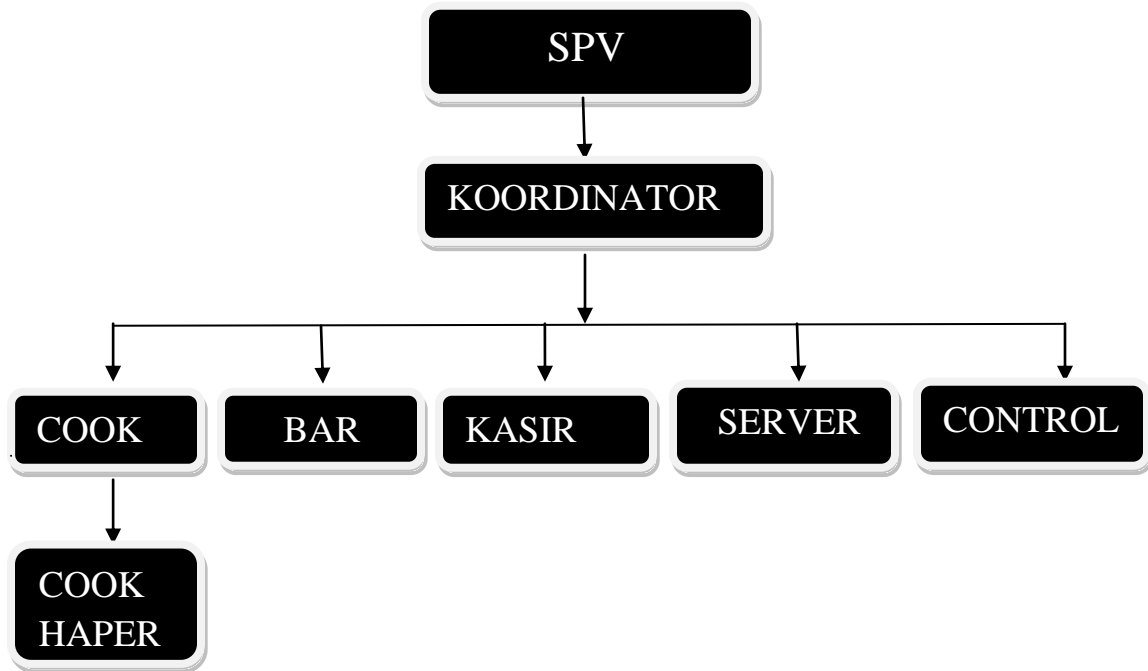 SPV
KOORDINATOR
COOK
BAR
KASIR
SERVER
CONTROL
COOK
HAPER